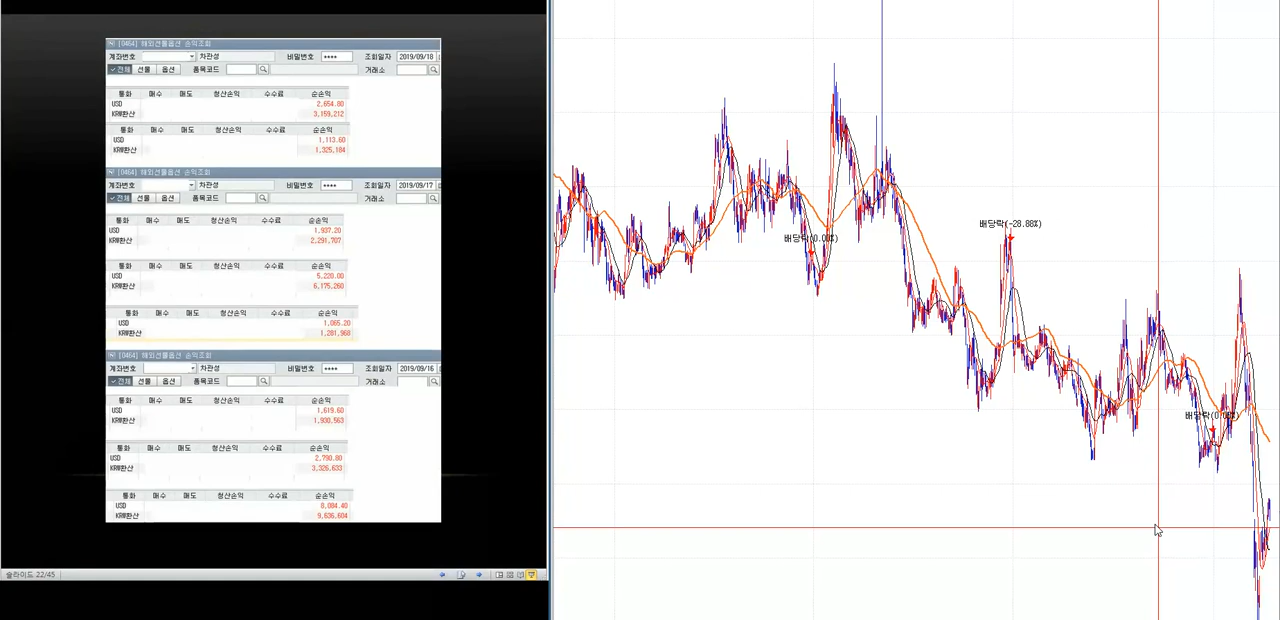 [0464] 해외선물옵션 손익조회
계좌번호 차잔성 비밀번호 **** 조회일자 2019/09/18
전체 선물 옵션 품목코드 거래소
통화 매수 매도 청산손익 수수료 순손익
USD 2,654.80
KRW환산 3,159,212
통화 매수 매도 청산손익 수수료 순손익
USD 1,113.60
KRW환산 1,325,184
[0464] 해외선물옵션 손익조회
계좌번호 차잔성 비밀번호 **** 조회일자 2019/09/17
전체 선물 옵션 품목코드 거래소
통화 매수 매도 청산손익 수수료 순손익
USD 1,937.20
KRW환산 2,291,707
통화 매수 매도 청산손익 수수료 순손익
USD 5,220.00
KRW환산 6,175,260
통화 매수 매도 청산손익 수수료 순손익
USD 1,065.20
KRW환산 1,281,968
[0464] 해외선물옵션 손익조회
계좌번호 차잔성 비밀번호 **** 조회일자 2019/09/16
전체 선물 옵션 품목코드 거래소
통화 매수 매도 청산손익 수수료 순손익
USD 1,619.60
KRW환산 1,930,563
통화 매수 매도 청산손익 수수료 순손익
USD 2,790.80
KRW환산 3,326,633
통화 매수 매도 청산손익 수수료 순손익
USD 8,084.40
KRW환산 9,636,604
슬라이드 22/45
배당락(0.00%)
배당락(-28.88%)
배당락(0.00%)